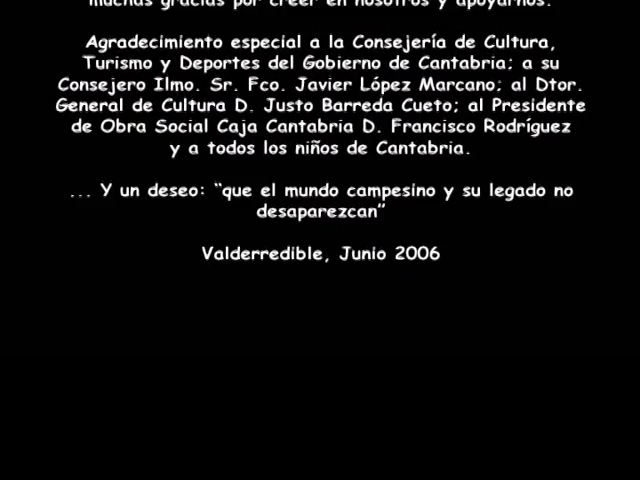 muchas gracias por creer en nosotros y apoyarnos.
Agradecimiento especial a la Consejería de Cultura,
Turismo y Deportes del Gobierno de Cantabria; a su
Consejero Ilmo. Sr. Fco. Javier López Marcano; al Dtor.
General de Cultura D. Justo Barreda Cueto; al Presidente
de Obra Social Caja Cantabria D. Francisco Rodríguez
y a todos los niños de Cantabria.
... Y un deseo: “que el mundo campesino y su legado no
desaparezcan”
Valderredible, Junio 2006